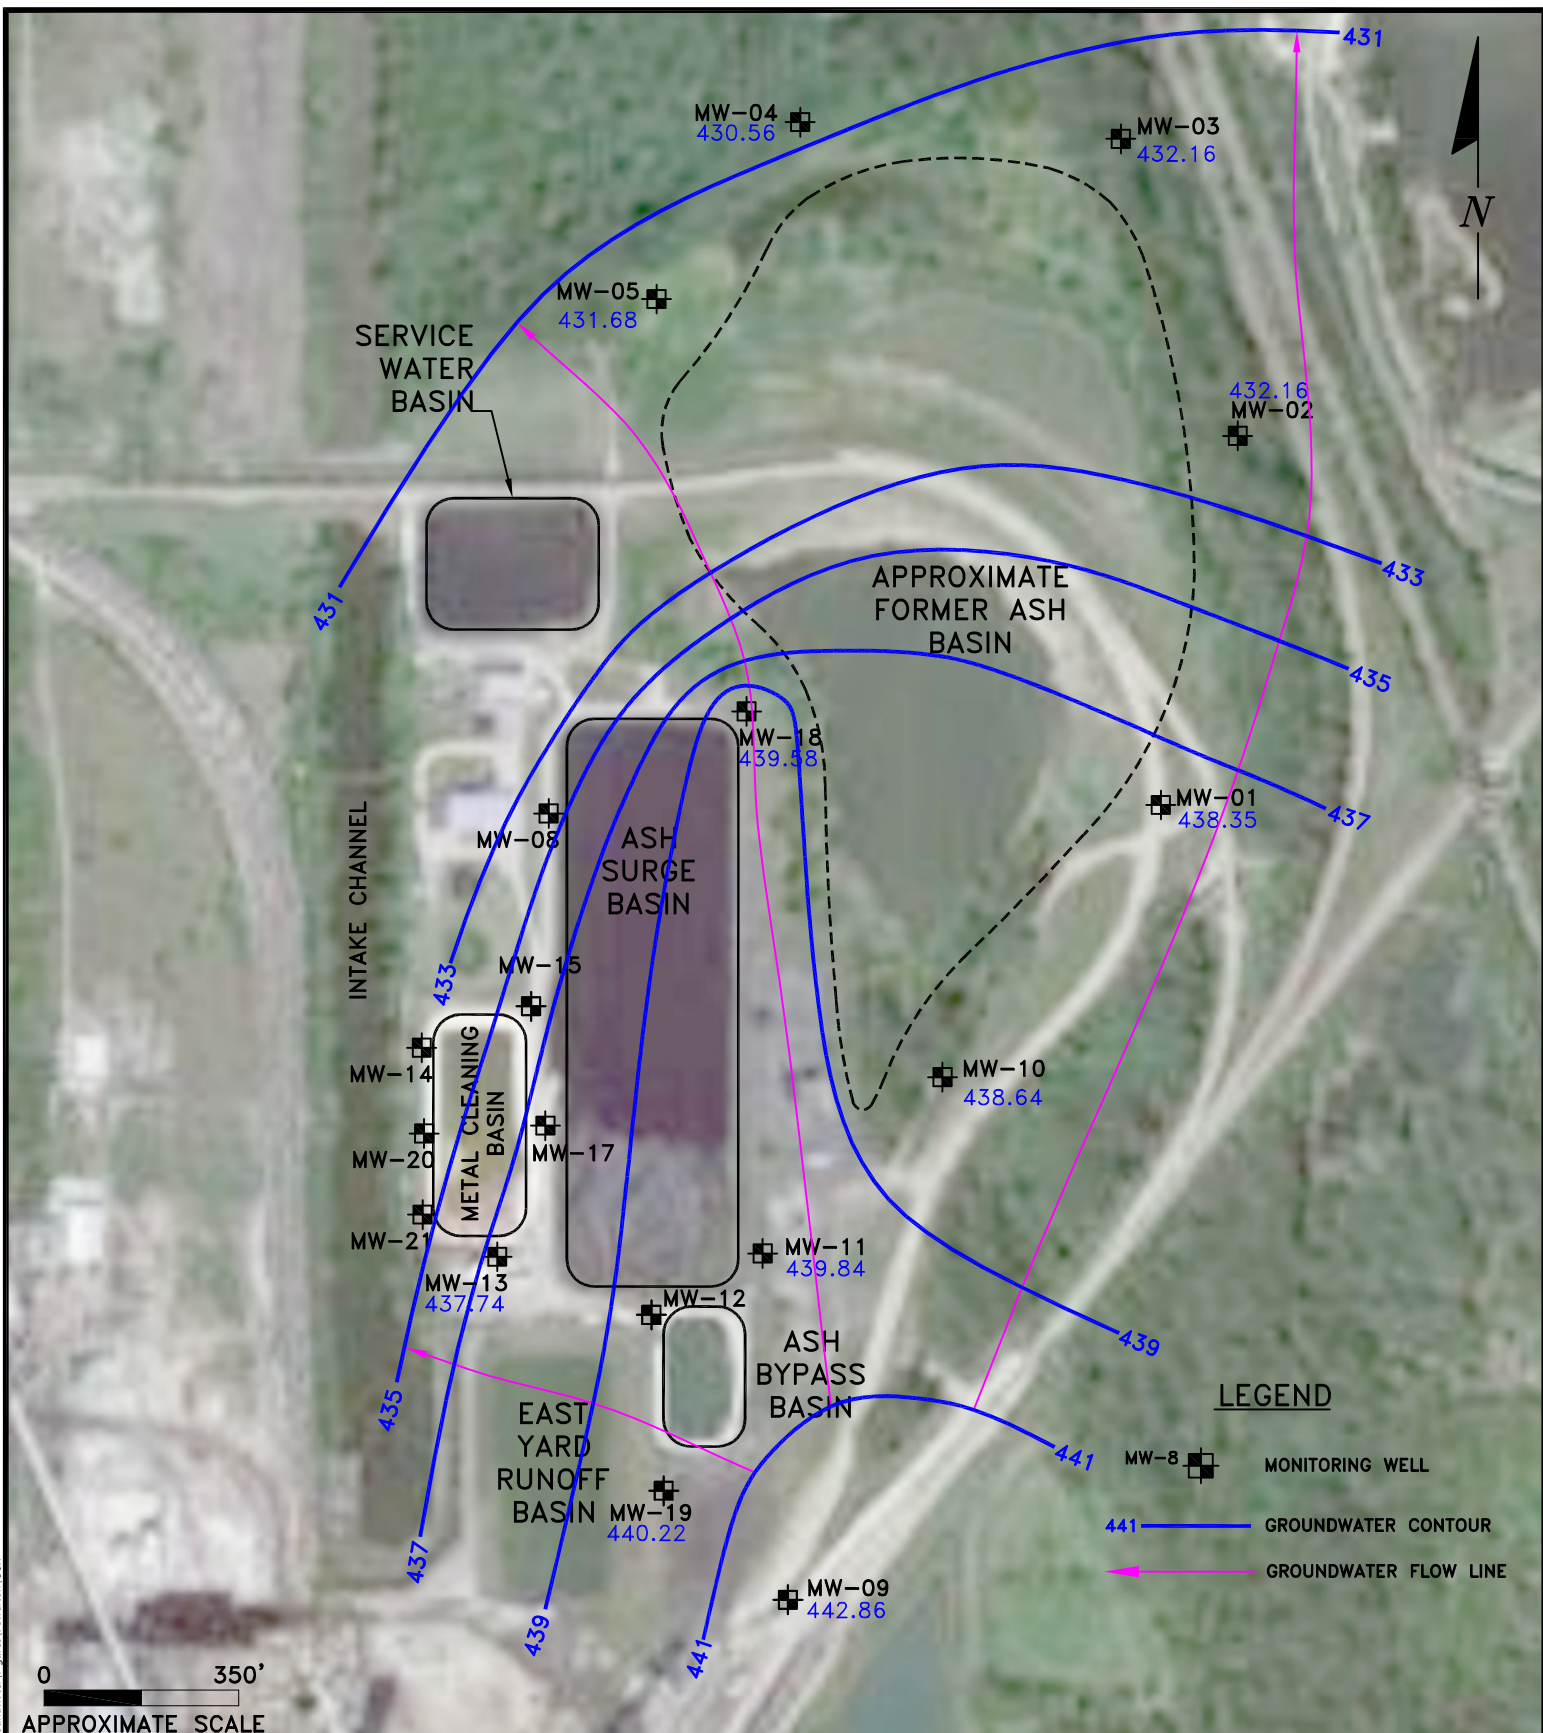 431
MW-04
430.56
MW-03
432.16
N
MW-05
431.68
SERVICE
WATER
BASIN
432.16
MW-02
431
433
APPROXIMATE
FORMER ASH
BASIN
435
MW-18
439.58
MW-01
438.35
437
MW-08
ASH
SURGE
BASIN
INTAKE CHANNEL
433
MW-15
MW-14
METAL CLEANING
BASIN
MW-10
438.64
MW-20
MW-17
MW-21
MW-11
439.84
MW-13
437.74
MW-12
439
ASH
BYPASS
BASIN
435
EAST
YARD
RUNOFF
BASIN
441
MW-19
440.22
437
439
441
MW-09
442.86
LEGEND
MW-8 MONITORING WELL
441 GROUNDWATER CONTOUR
GROUNDWATER FLOW LINE
0 350'
APPROXIMATE SCALE